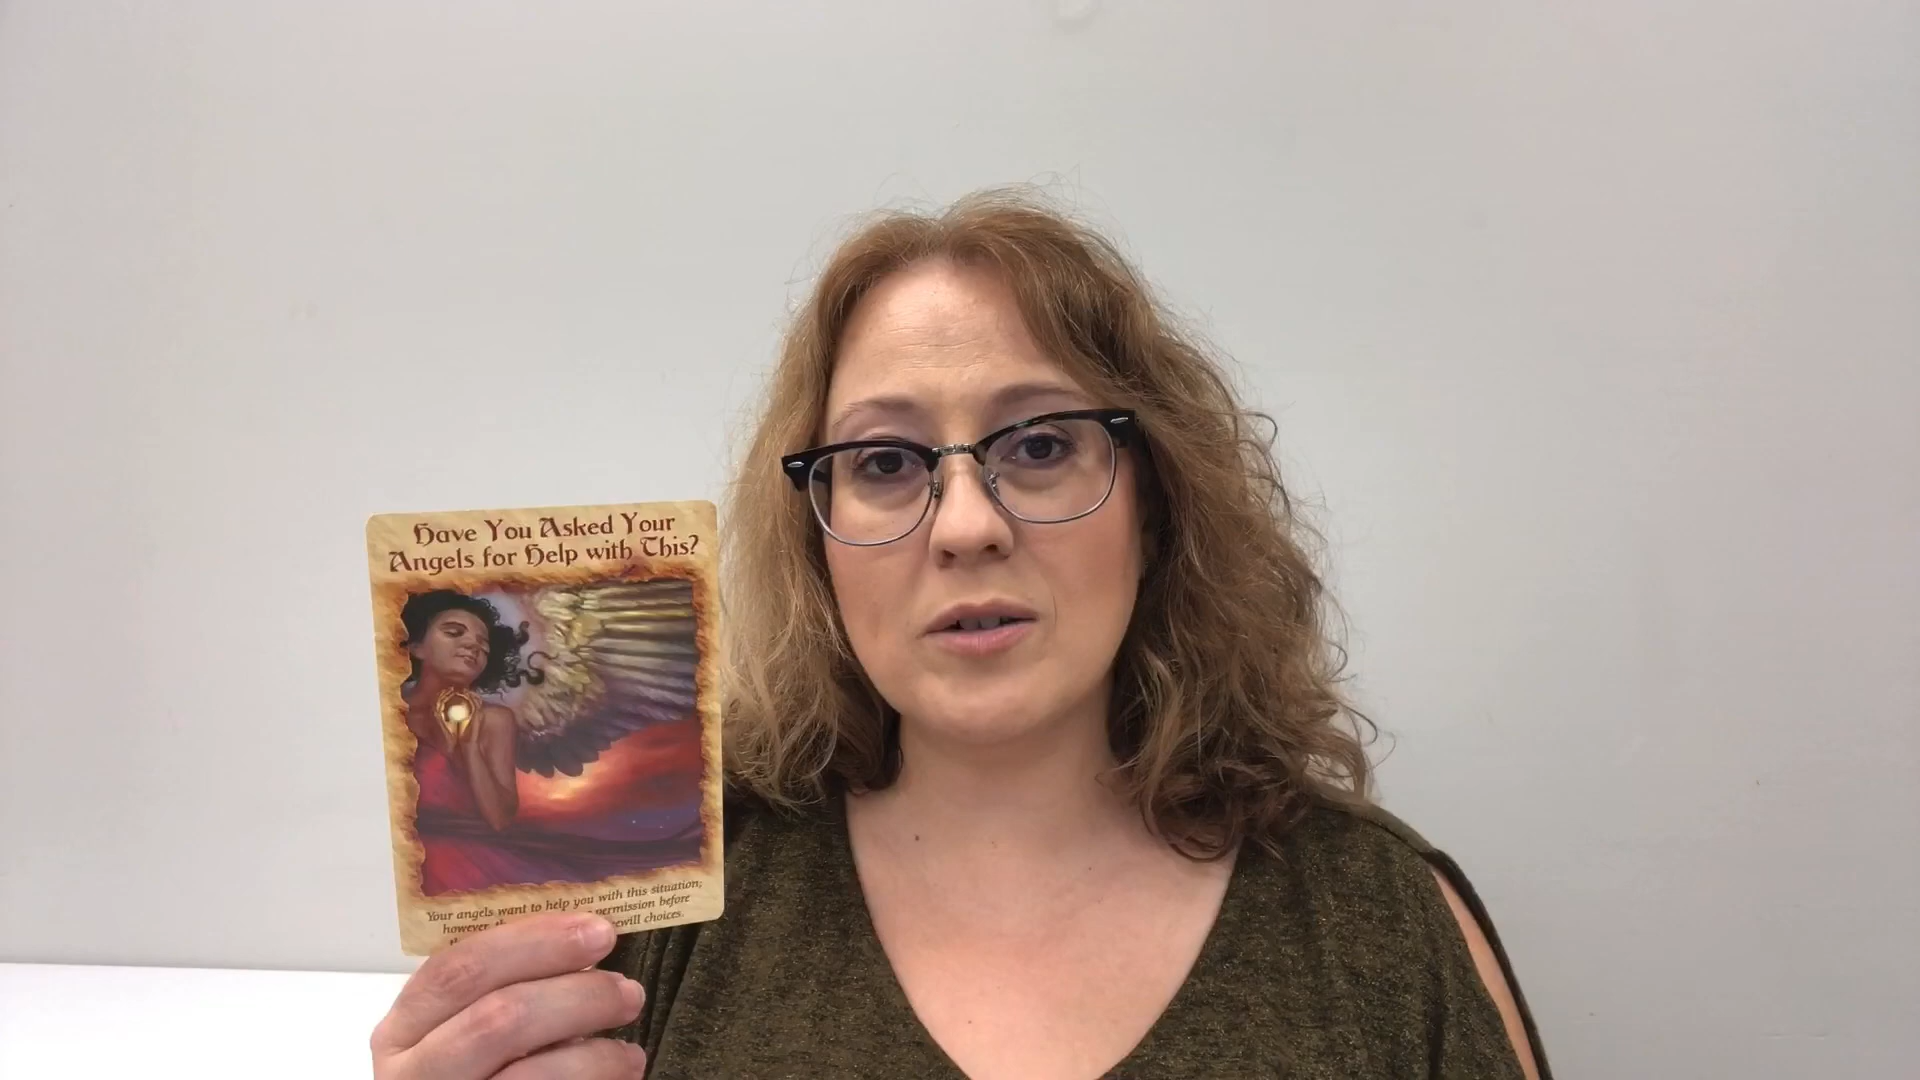 Have You Asked Your
Angels for Help with This?
Your angels want to help you with this situation;
however, permission before
choices.